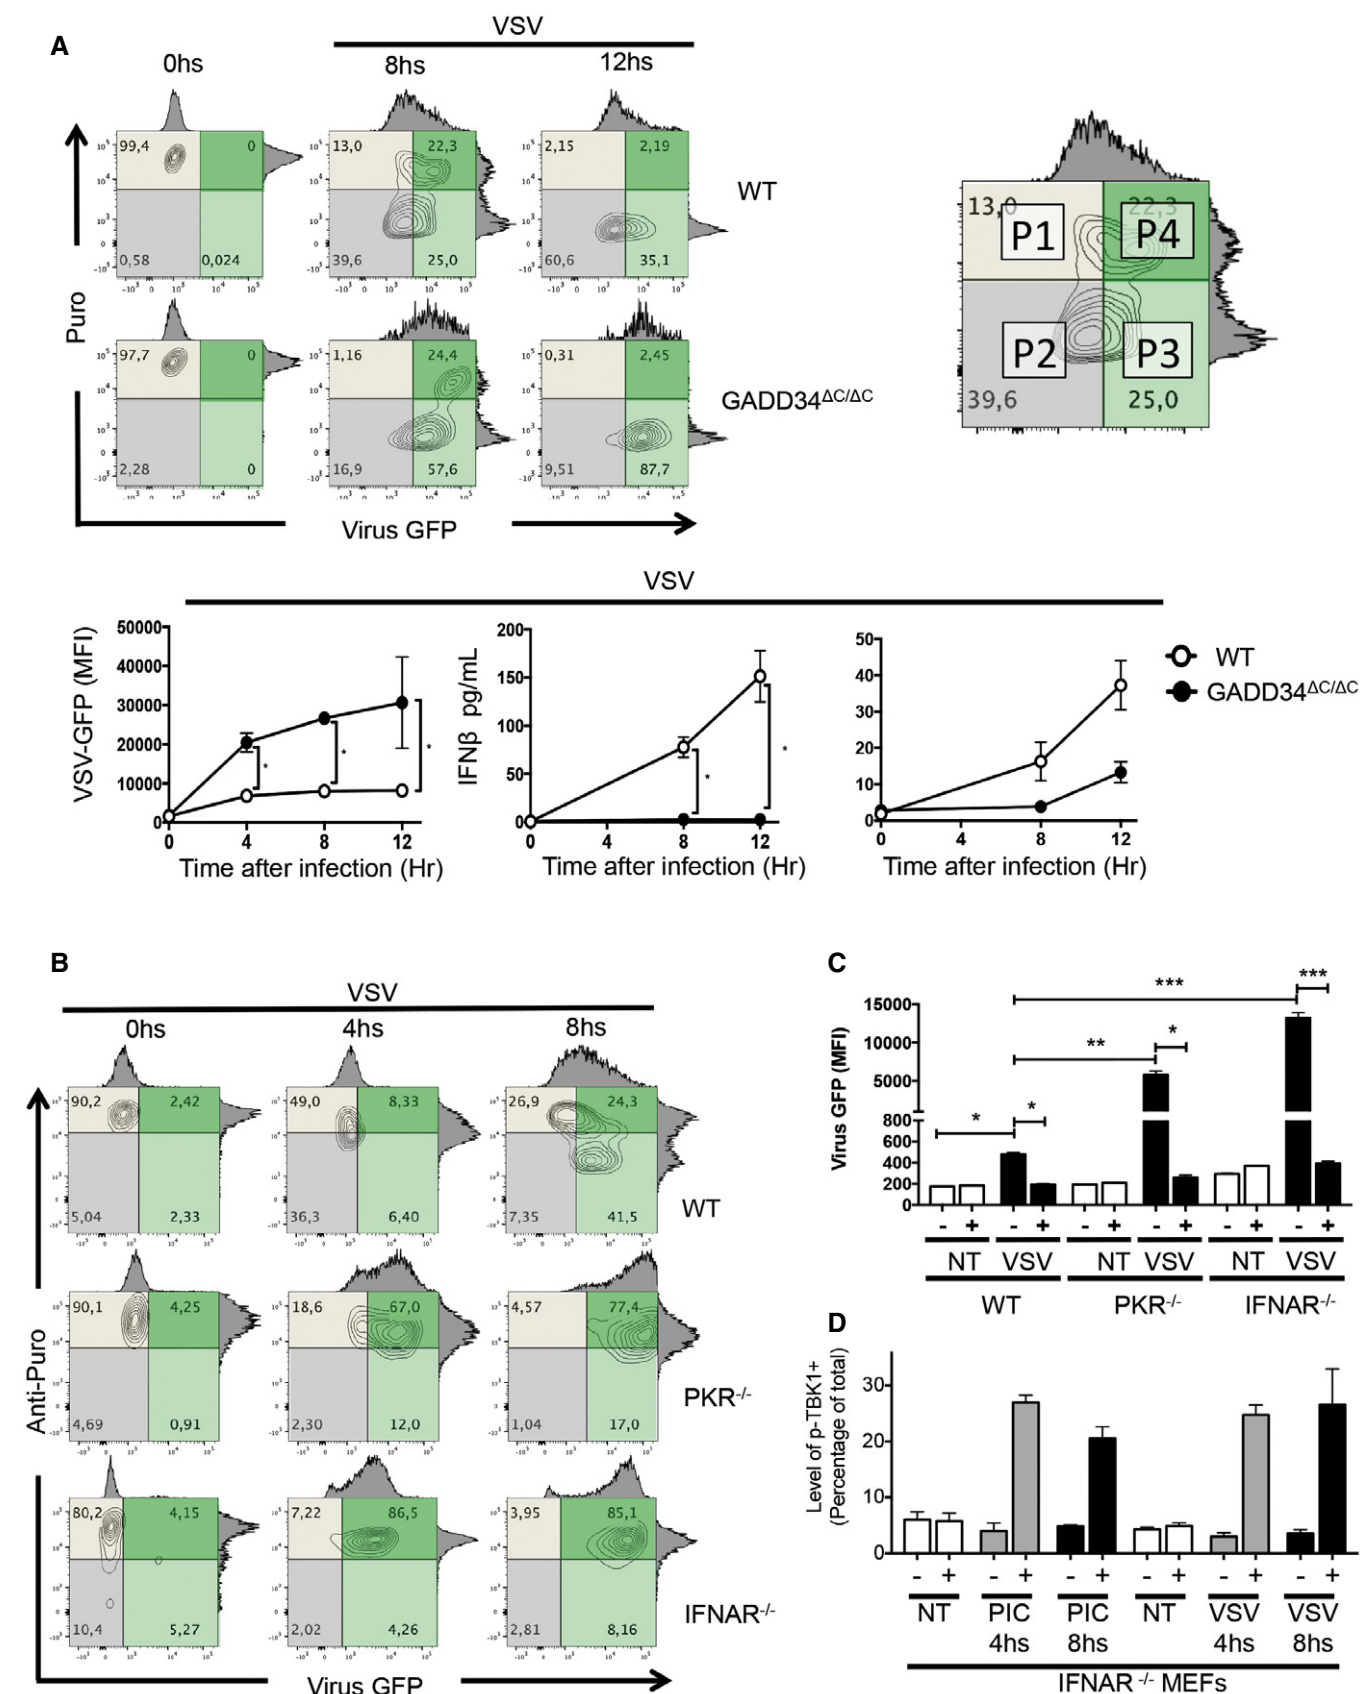 A
VSV
0hs
8hs
12hs
99,4
0
0,58
0,024
13,0
22,3
39,6
25,0
2,15
2,19
60,6
35,1
WT
97,7
0
2,28
0
1,16
24,4
16,9
57,6
0,31
2,45
9,51
87,7
GADD34ΔC/ΔC
Puro
Virus GFP
13,0
22,3
P1
P4
P2
P3
39,6
25,0
VSV
VSV-GFP (MFI)
50000
40000
30000
20000
10000
0
*
*
*
0 4 8 12
Time after infection (Hr)
IFNβ pg/mL
200
150
100
50
0
*
*
0 4 8 12
Time after infection (Hr)
50
40
30
20
10
0
0 4 8 12
Time after infection (Hr)
WT
GADD34ΔC/ΔC
B
VSV
0hs
4hs
8hs
90,2
2,42
5,04
2,33
49,0
8,33
36,3
6,40
26,9
24,3
7,35
41,5
WT
90,1
4,25
4,69
0,91
18,6
67,0
2,30
12,0
4,57
77,4
1,04
17,0
PKR-/-
80,2
4,15
10,4
5,27
7,22
86,5
2,02
4,26
3,95
85,1
2,81
8,16
IFNAR-/-
Anti-Puro
Virus GFP
C
Virus GFP (MFI)
15000
10000
5000
800
600
400
200
0
*
*
**
*
***
***
- + - + - + - + - + - +
NT VSV NT VSV NT VSV
WT PKR-/- IFNAR-/-
D
Level of p-TBK1+
(Percentage of total)
30
20
10
0
- + - + - + - + - + - +
NT PIC PIC NT VSV VSV
4hs 8hs 4hs 8hs
IFNAR -/- MEFs